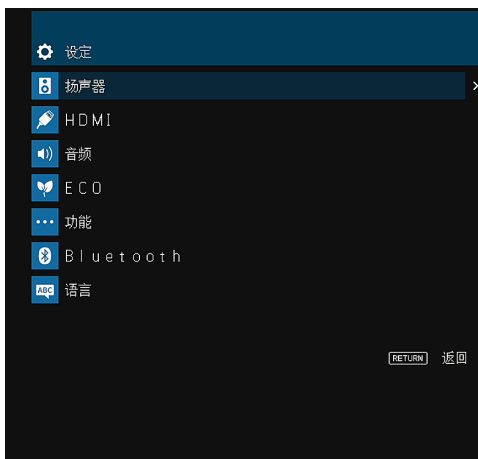 设定
扬声器
HDMI
音频
ECO
功能
Bluetooth
ABC 语言
RETURN 返回